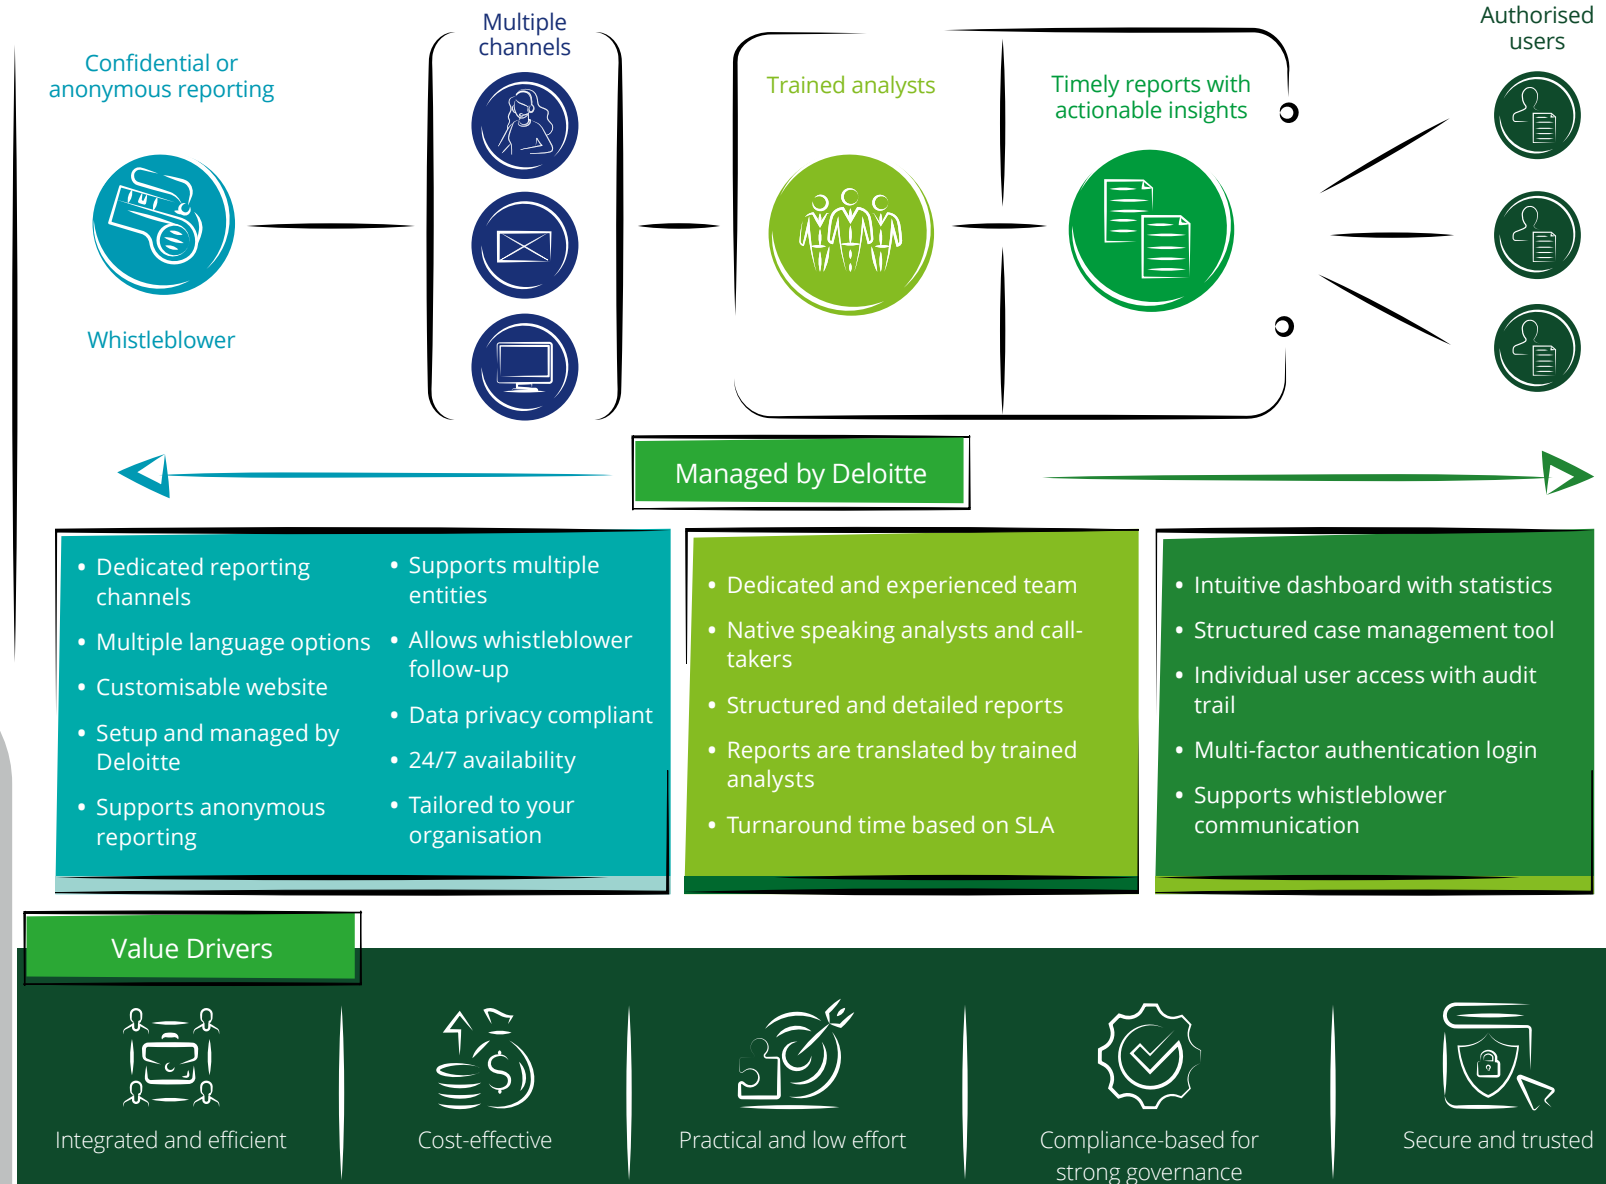 Confidential or
anonymous reporting
Whistleblower
Multiple
channels
Trained analysts
Timely reports with
actionable insights
Authorised
users
Managed by Deloitte
• Dedicated reporting
channels
• Multiple language options
• Customisable website
• Setup and managed by
Deloitte
• Supports anonymous
reporting
• Supports multiple
entities
• Allows whistleblower
follow-up
• Data privacy compliant
• 24/7 availability
• Tailored to your
organisation
• Dedicated and experienced team
• Native speaking analysts and call-
takers
• Structured and detailed reports
• Reports are translated by trained
analysts
• Turnaround time based on SLA
• Intuitive dashboard with statistics
• Structured case management tool
• Individual user access with audit
trail
• Multi-factor authentication login
• Supports whistleblower
communication
Value Drivers
Integrated and efficient
$
Cost-effective
Practical and low effort
Compliance-based for
strong governance
Secure and trusted